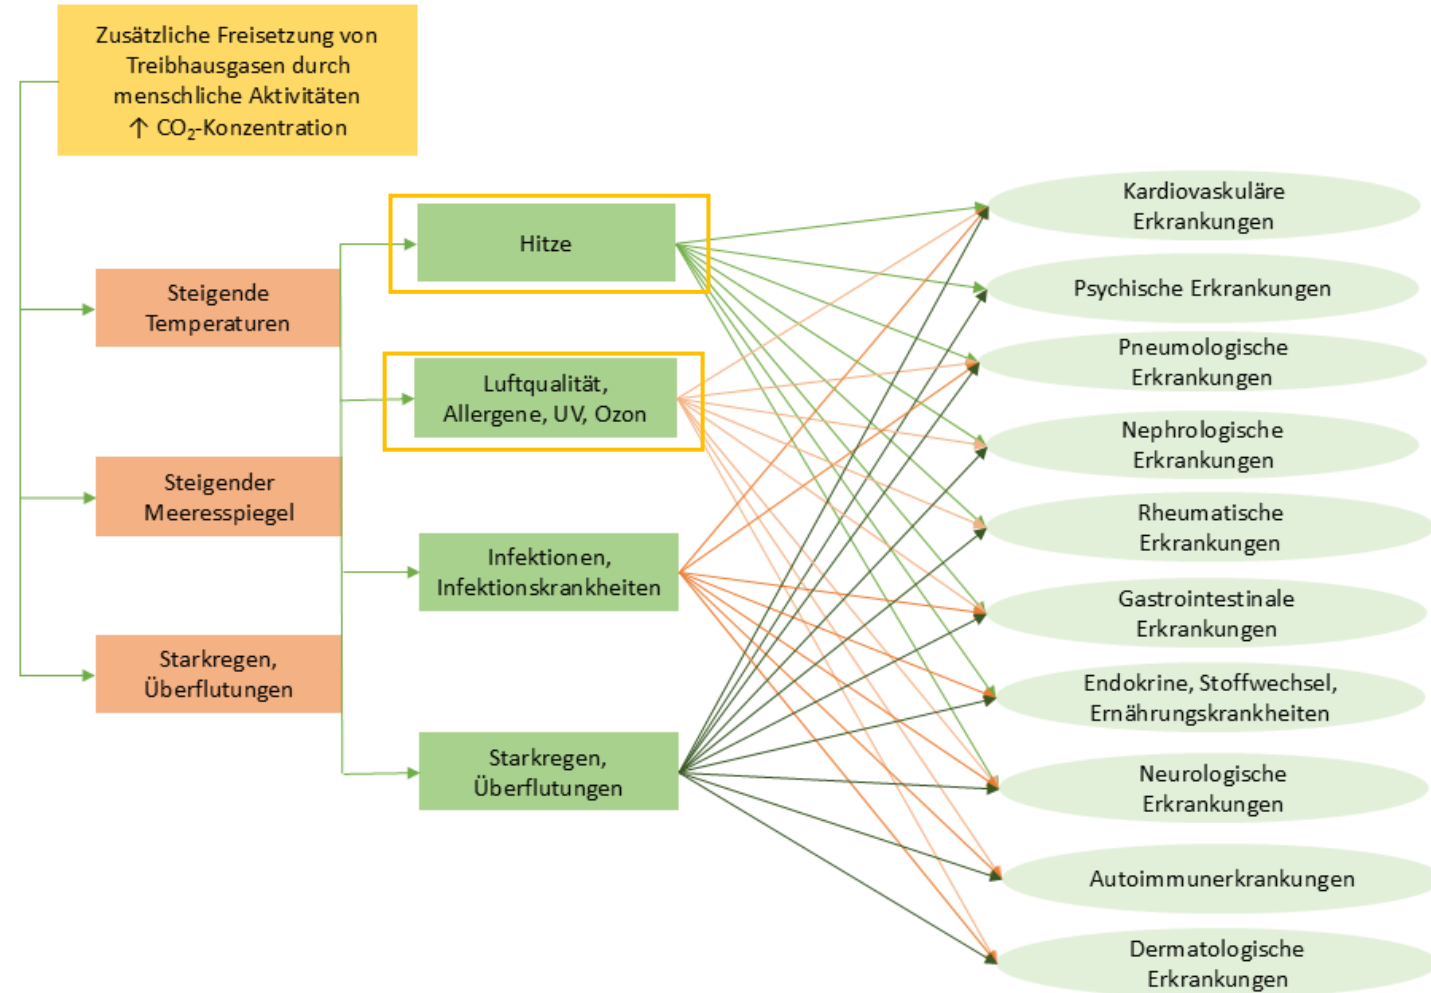 Zusätzliche Freisetzung von
Treibhausgasen durch
menschliche Aktivitäten
↑ CO₂-Konzentration
Steigende
Temperaturen
Steigender
Meeresspiegel
Starkregen,
Überflutungen
Hitze
Luftqualität,
Allergene, UV, Ozon
Infektionen,
Infektionskrankheiten
Starkregen,
Überflutungen
Kardiovaskuläre
Erkrankungen
Psychische Erkrankungen
Pneumologische
Erkrankungen
Nephrologische
Erkrankungen
Rheumatische
Erkrankungen
Gastrointestinale
Erkrankungen
Endokrine, Stoffwechsel,
Ernährungskrankheiten
Neurologische
Erkrankungen
Autoimmunerkrankungen
Dermatologische
Erkrankungen